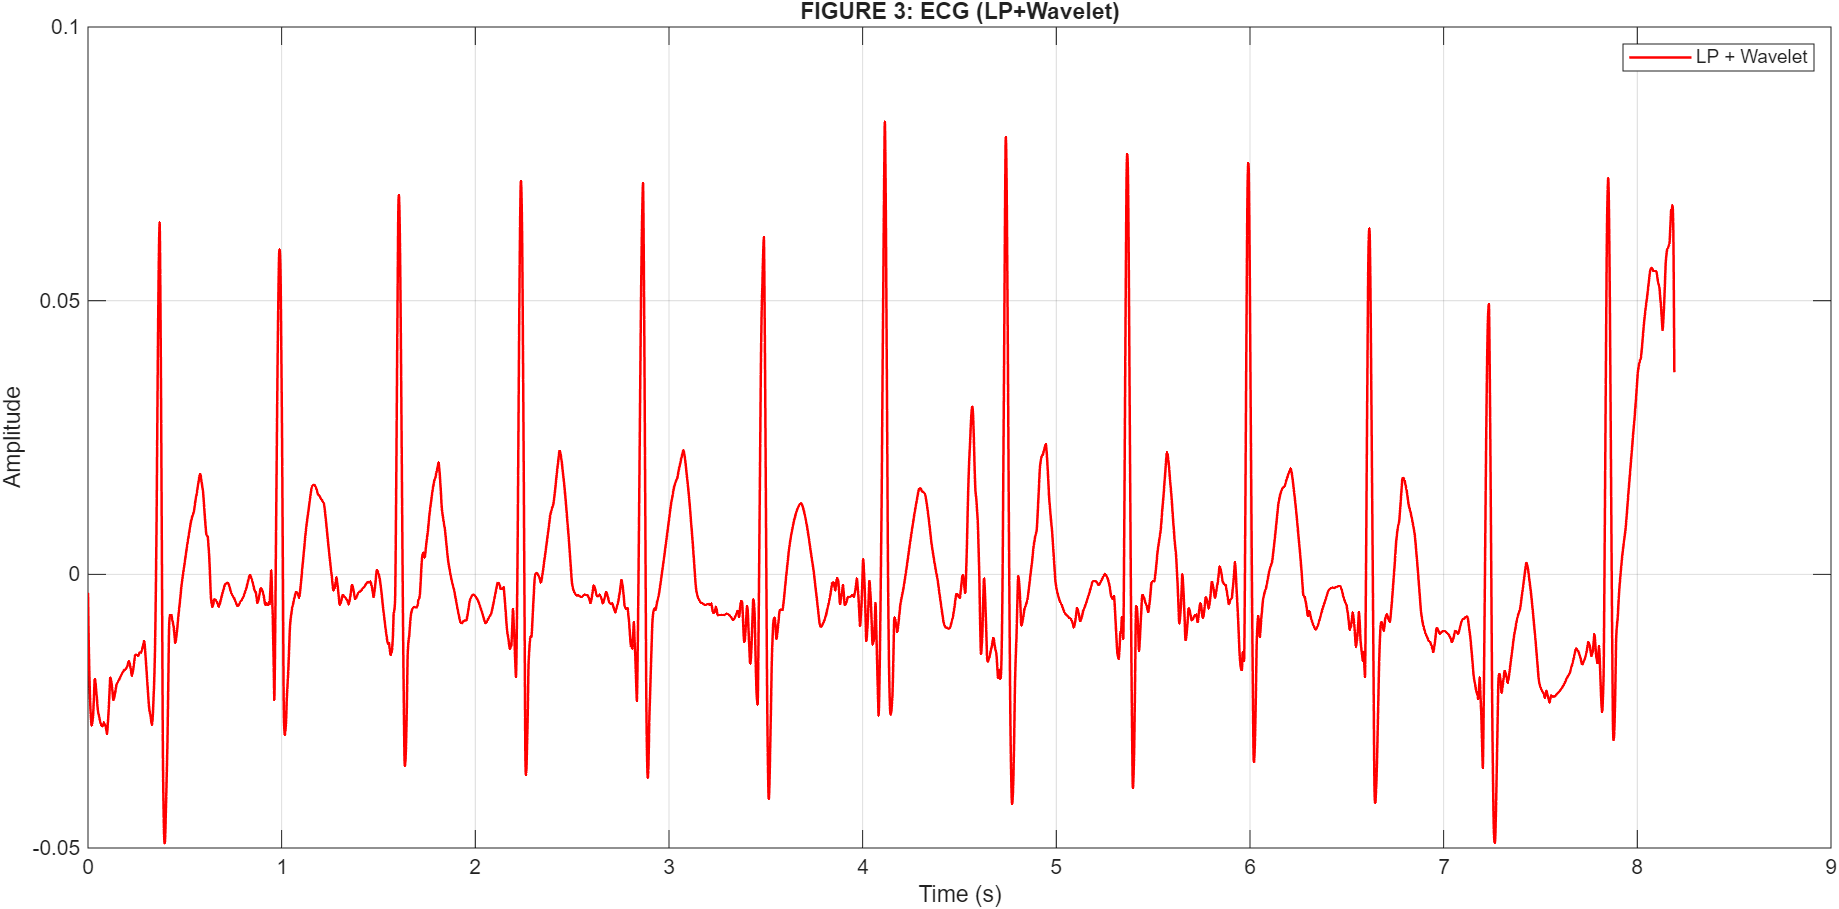 FIGURE 3: ECG (LP+Wavelet)
0.1
LP + Wavelet
0.05
Amplitude
0
-0.05
0 1 2 3 4 5 6 7 8 9
Time (s)